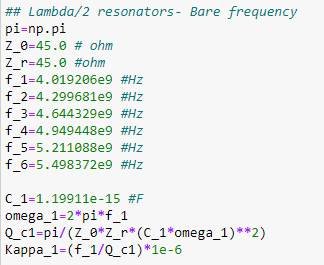 ## Lambda/2 resonators- Bare frequency
pi=np.pi
Z_0=45.0 # ohm
Z_r=45.0 #ohm
f_1=4.019206e9 #Hz
f_2=4.299681e9 #Hz
f_3=4.644329e9 #Hz
f_4=4.949448e9 #Hz
f_5=5.211088e9 #Hz
f_6=5.498372e9 #Hz
C_1=1.19911e-15 #F
omega_1=2*pi*f_1
Q_c1=pi/(Z_0*Z_r*(C_1*omega_1)**2)
Kappa_1=(f_1/Q_c1)*1e-6